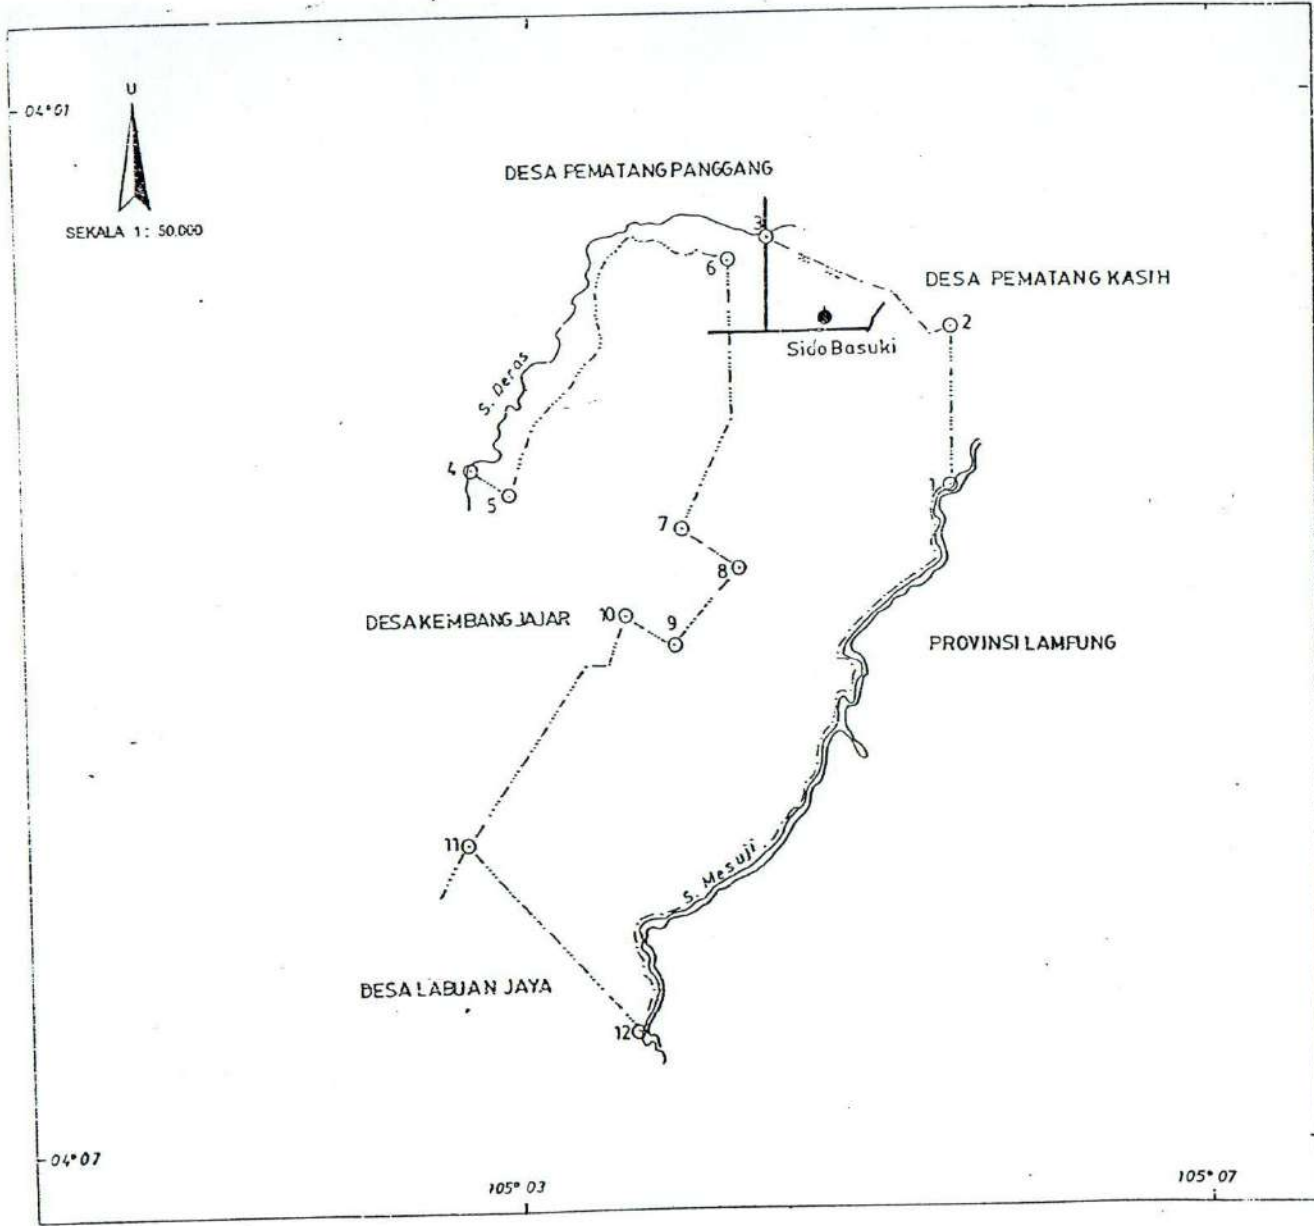 04°01
U
SEKALA 1: 50.000
DESA PEMATANG PANGGANG
3
6
DESA PEMATANG KASIH
2
Sido Basuki
S. Deras
4
5
1
7
8
DESA KEMBANG JAJAR
10
9
PROVINSI LAMPUNG
11
S. Mesuji
DESA LABUAN JAYA
12
04°07
105° 03
105° 07